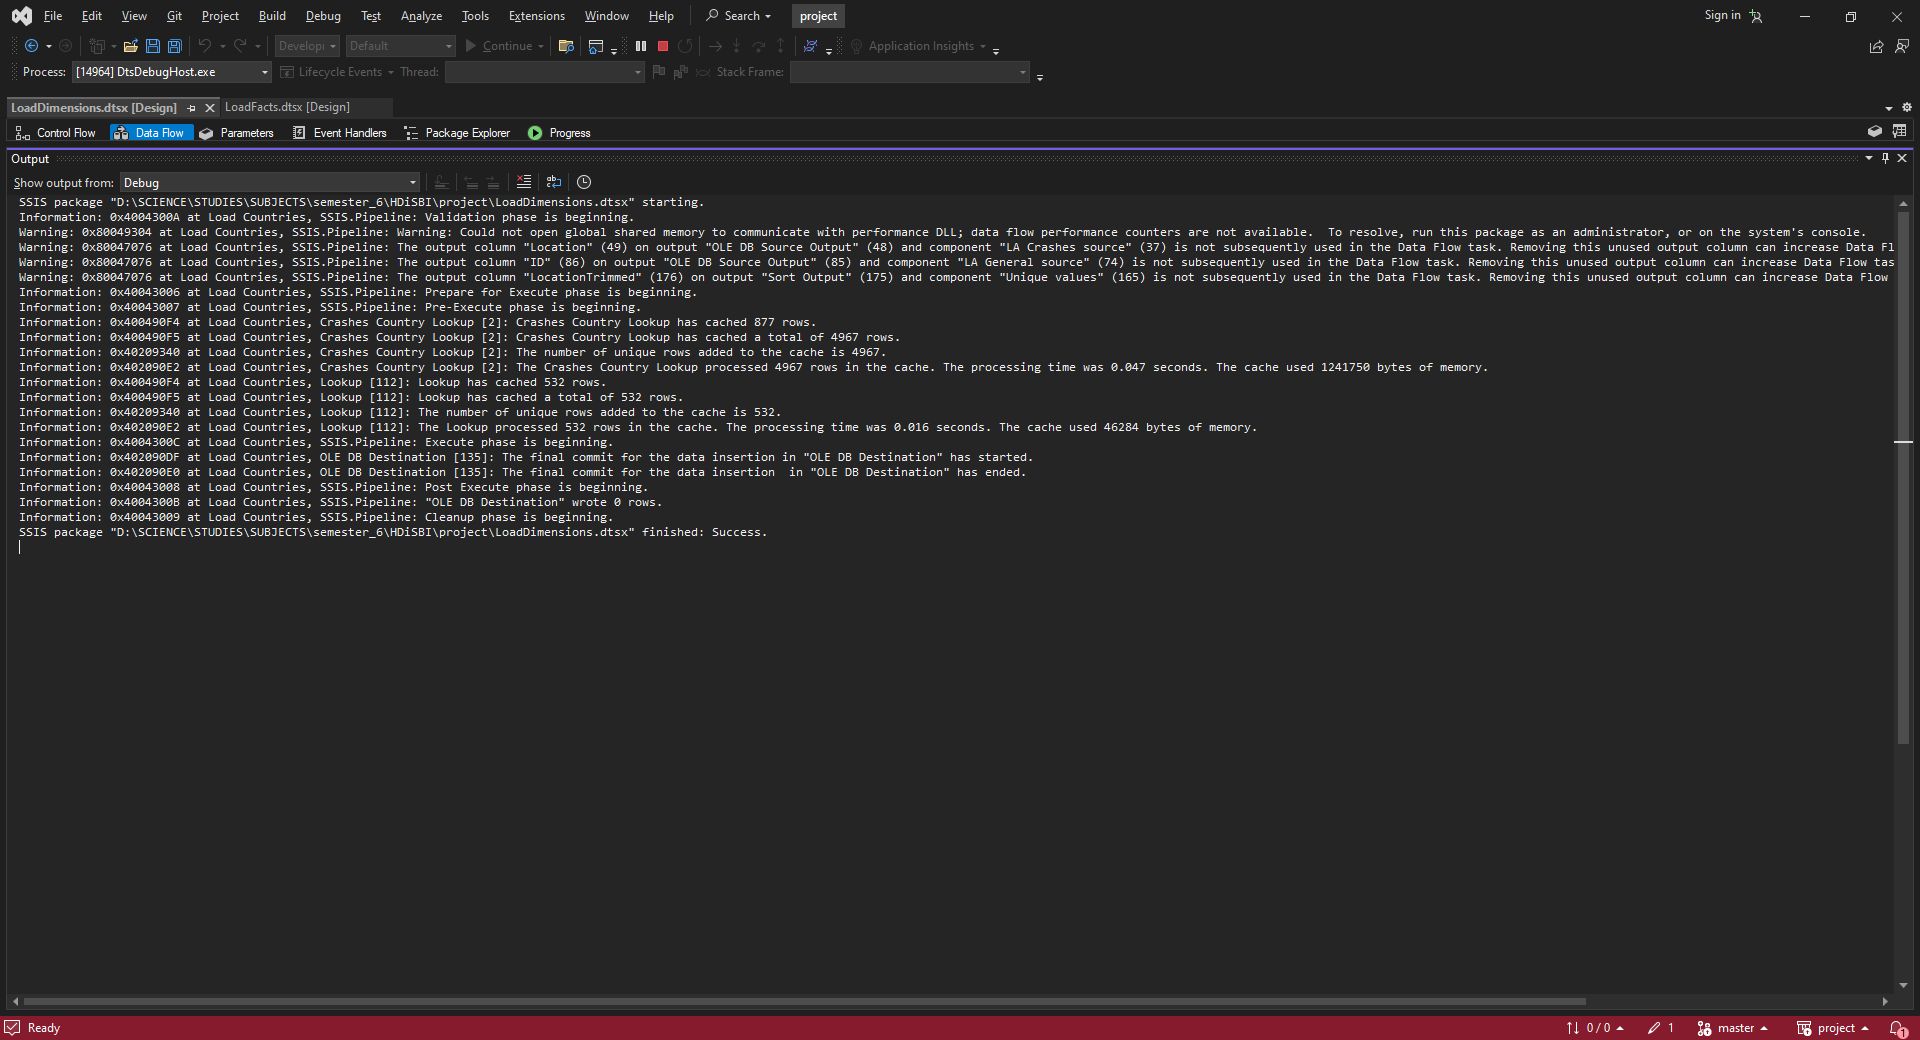 File Edit View Git Project Build Debug Test Analyze Tools Extensions Window Help Search project Sign in
Develop Default Continue Application Insights
Process: [14964] DtsDebugHost.exe Lifecycle Events Thread: Stack Frame:
LoadDimensions.dtsx [Design] LoadFacts.dtsx [Design]
Control Flow Data Flow Parameters Event Handlers Package Explorer Progress
Output
Show output from: Debug
SSIS package "D:\SCIENCE\STUDIES\SUBJECTS\semester_6\HDiSBI\project\LoadDimensions.dtsx" starting.
Information: 0x4004300A at Load Countries, SSIS.Pipeline: Validation phase is beginning.
Warning: 0x80049304 at Load Countries, SSIS.Pipeline: Warning: Could not open global shared memory to communicate with performance DLL; data flow performance counters are not available.  To resolve, run this package as an administrator, or on the system's console.
Warning: 0x80047076 at Load Countries, SSIS.Pipeline: The output column "Location" (49) on output "OLE DB Source Output" (48) and component "LA Crashes source" (37) is not subsequently used in the Data Flow task. Removing this unused output column can increase Data Fl
Warning: 0x80047076 at Load Countries, SSIS.Pipeline: The output column "ID" (86) on output "OLE DB Source Output" (85) and component "LA General source" (74) is not subsequently used in the Data Flow task. Removing this unused output column can increase Data Flow tas
Warning: 0x80047076 at Load Countries, SSIS.Pipeline: The output column "LocationTrimmed" (176) on output "Sort Output" (175) and component "Unique values" (165) is not subsequently used in the Data Flow task. Removing this unused output column can increase Data Flow
Information: 0x40043006 at Load Countries, SSIS.Pipeline: Prepare for Execute phase is beginning.
Information: 0x40043007 at Load Countries, SSIS.Pipeline: Pre-Execute phase is beginning.
Information: 0x400490F4 at Load Countries, Crashes Country Lookup [2]: Crashes Country Lookup has cached 877 rows.
Information: 0x400490F5 at Load Countries, Crashes Country Lookup [2]: Crashes Country Lookup has cached a total of 4967 rows.
Information: 0x40209340 at Load Countries, Crashes Country Lookup [2]: The number of unique rows added to the cache is 4967.
Information: 0x402090E2 at Load Countries, Crashes Country Lookup [2]: The Crashes Country Lookup processed 4967 rows in the cache. The processing time was 0.047 seconds. The cache used 1241750 bytes of memory.
Information: 0x400490F4 at Load Countries, Lookup [112]: Lookup has cached 532 rows.
Information: 0x400490F5 at Load Countries, Lookup [112]: Lookup has cached a total of 532 rows.
Information: 0x40209340 at Load Countries, Lookup [112]: The number of unique rows added to the cache is 532.
Information: 0x402090E2 at Load Countries, Lookup [112]: The Lookup processed 532 rows in the cache. The processing time was 0.016 seconds. The cache used 46284 bytes of memory.
Information: 0x4004300C at Load Countries, SSIS.Pipeline: Execute phase is beginning.
Information: 0x402090DF at Load Countries, OLE DB Destination [135]: The final commit for the data insertion in "OLE DB Destination" has started.
Information: 0x402090E0 at Load Countries, OLE DB Destination [135]: The final commit for the data insertion  in "OLE DB Destination" has ended.
Information: 0x40043008 at Load Countries, SSIS.Pipeline: Post Execute phase is beginning.
Information: 0x4004300B at Load Countries, SSIS.Pipeline: "OLE DB Destination" wrote 0 rows.
Information: 0x40043009 at Load Countries, SSIS.Pipeline: Cleanup phase is beginning.
SSIS package "D:\SCIENCE\STUDIES\SUBJECTS\semester_6\HDiSBI\project\LoadDimensions.dtsx" finished: Success.
Ready 0 / 0 1 master project 1